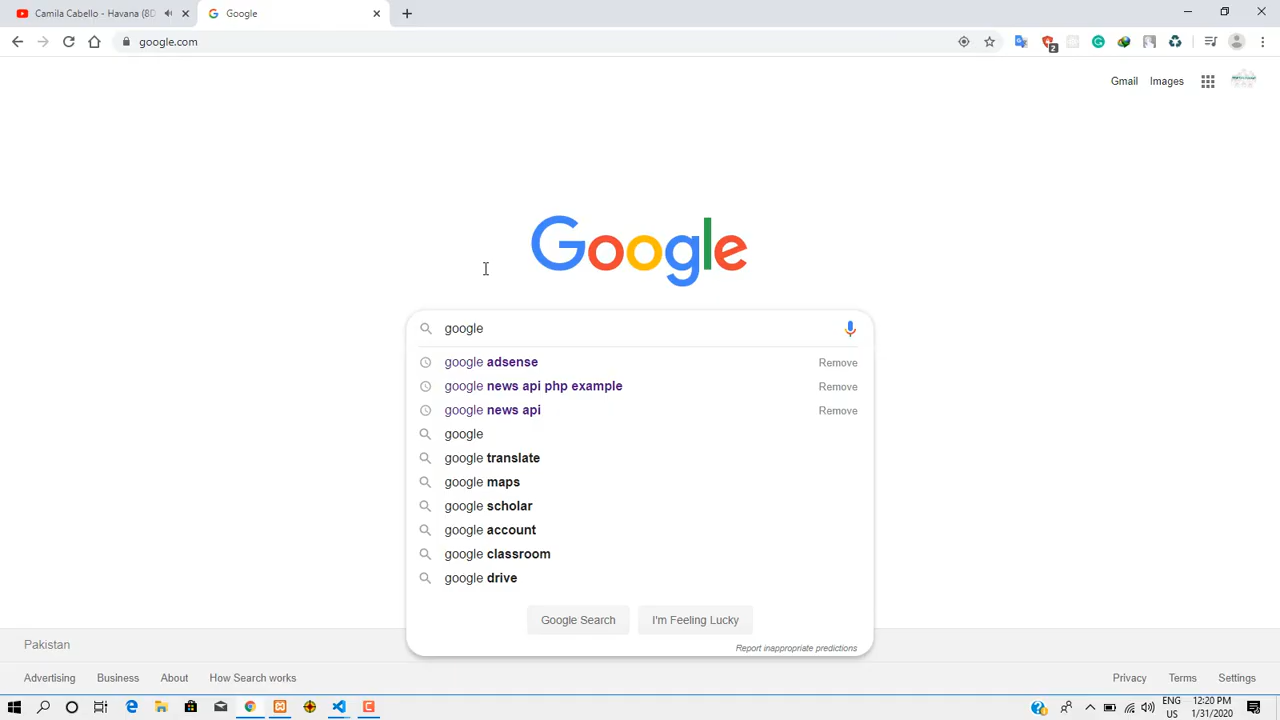 Camila Cabello - Havana (8D
Google
google.com
2
Gmail
Images
Google
google
google adsense
Remove
google news api php example
Remove
google news api
Remove
google
google translate
google maps
google scholar
google account
google classroom
google drive
Google Search
I'm Feeling Lucky
Report inappropriate predictions
Pakistan
Advertising
Business
About
How Search works
Privacy
Terms
Settings
ENG
US
12:20 PM
1/31/2020